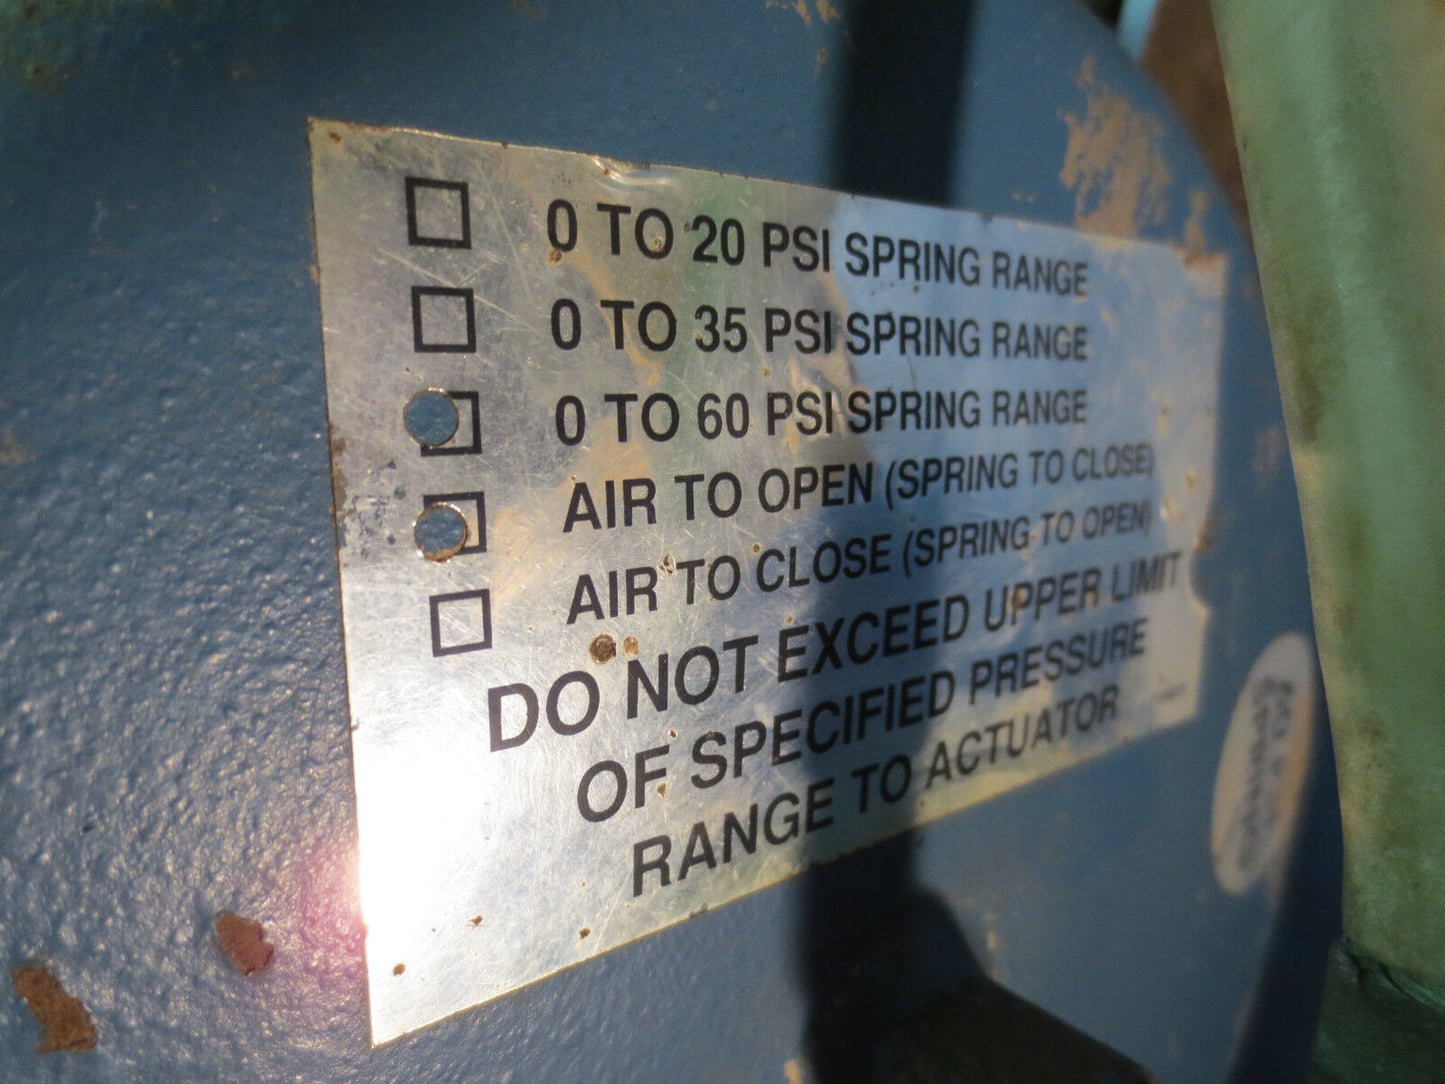 0 TO 20 PSI SPRING RANGE
0 TO 35 PSI SPRING RANGE
0 TO 60 PSI SPRING RANGE
AIR TO OPEN (SPRING TO CLOSE)
AIR TO CLOSE (SPRING TO OPEN)
DO NOT EXCEED UPPER LIMIT
OF SPECIFIED PRESSURE
RANGE TO ACTUATOR